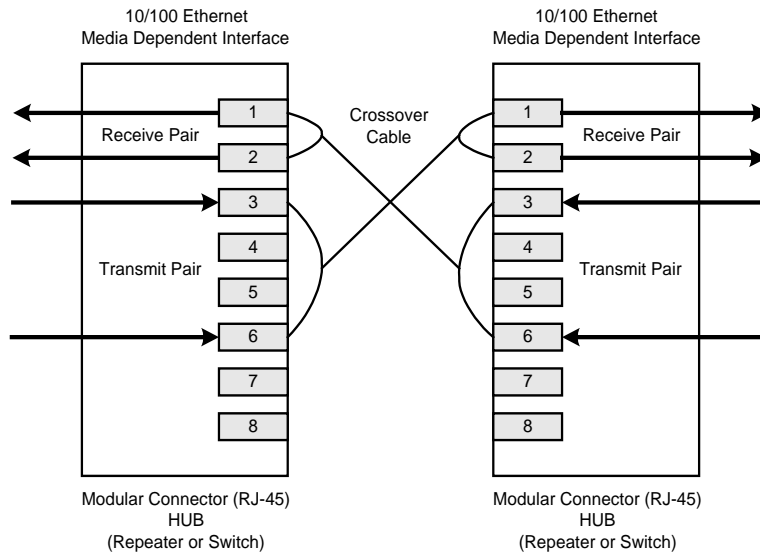 10/100 Ethernet
Media Dependent Interface
10/100 Ethernet
Media Dependent Interface
1
Receive Pair
2
3
4
Transmit Pair
5
6
7
8
Crossover
Cable
1
Receive Pair
2
3
4
Transmit Pair
5
6
7
8
Modular Connector (RJ-45)
HUB
(Repeater or Switch)
Modular Connector (RJ-45)
HUB
(Repeater or Switch)